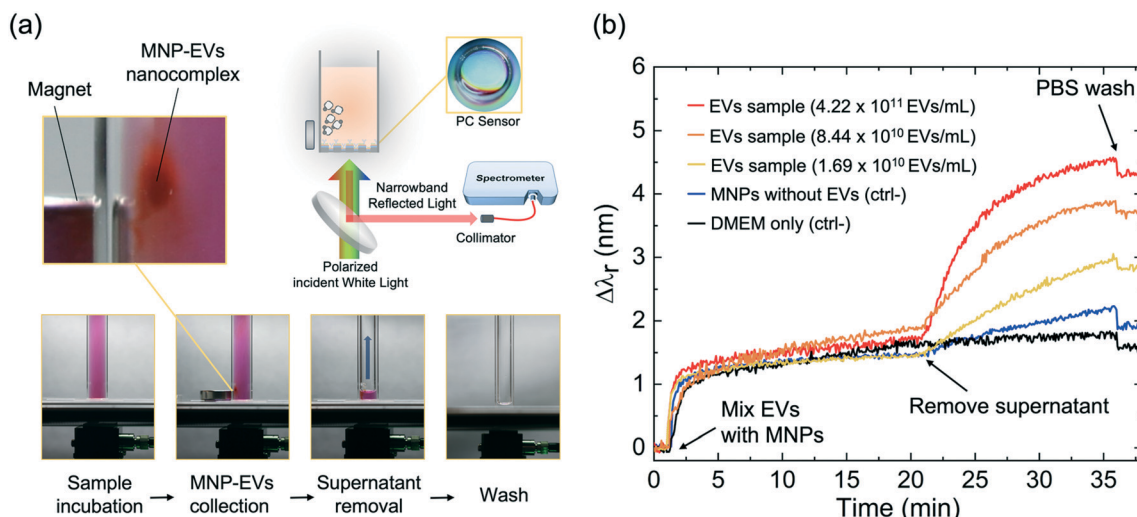 (a)
MNP-EVs
nanocomplex
Magnet
PC Sensor
Narrowband
Reflected Light
Spectrometer
Collimator
Polarized
incident White Light
Sample
incubation
MNP-EVs
collection
Supernatant
removal
Wash
(b)
6
5
4
3
2
1
0
Δλr (nm)
EVs sample (4.22 x 10¹¹ EVs/mL)
EVs sample (8.44 x 10¹⁰ EVs/mL)
EVs sample (1.69 x 10¹⁰ EVs/mL)
MNPs without EVs (ctrl-)
DMEM only (ctrl-)
PBS wash
Mix EVs
with MNPs
Remove supernatant
0 5 10 15 20 25 30 35
Time (min)